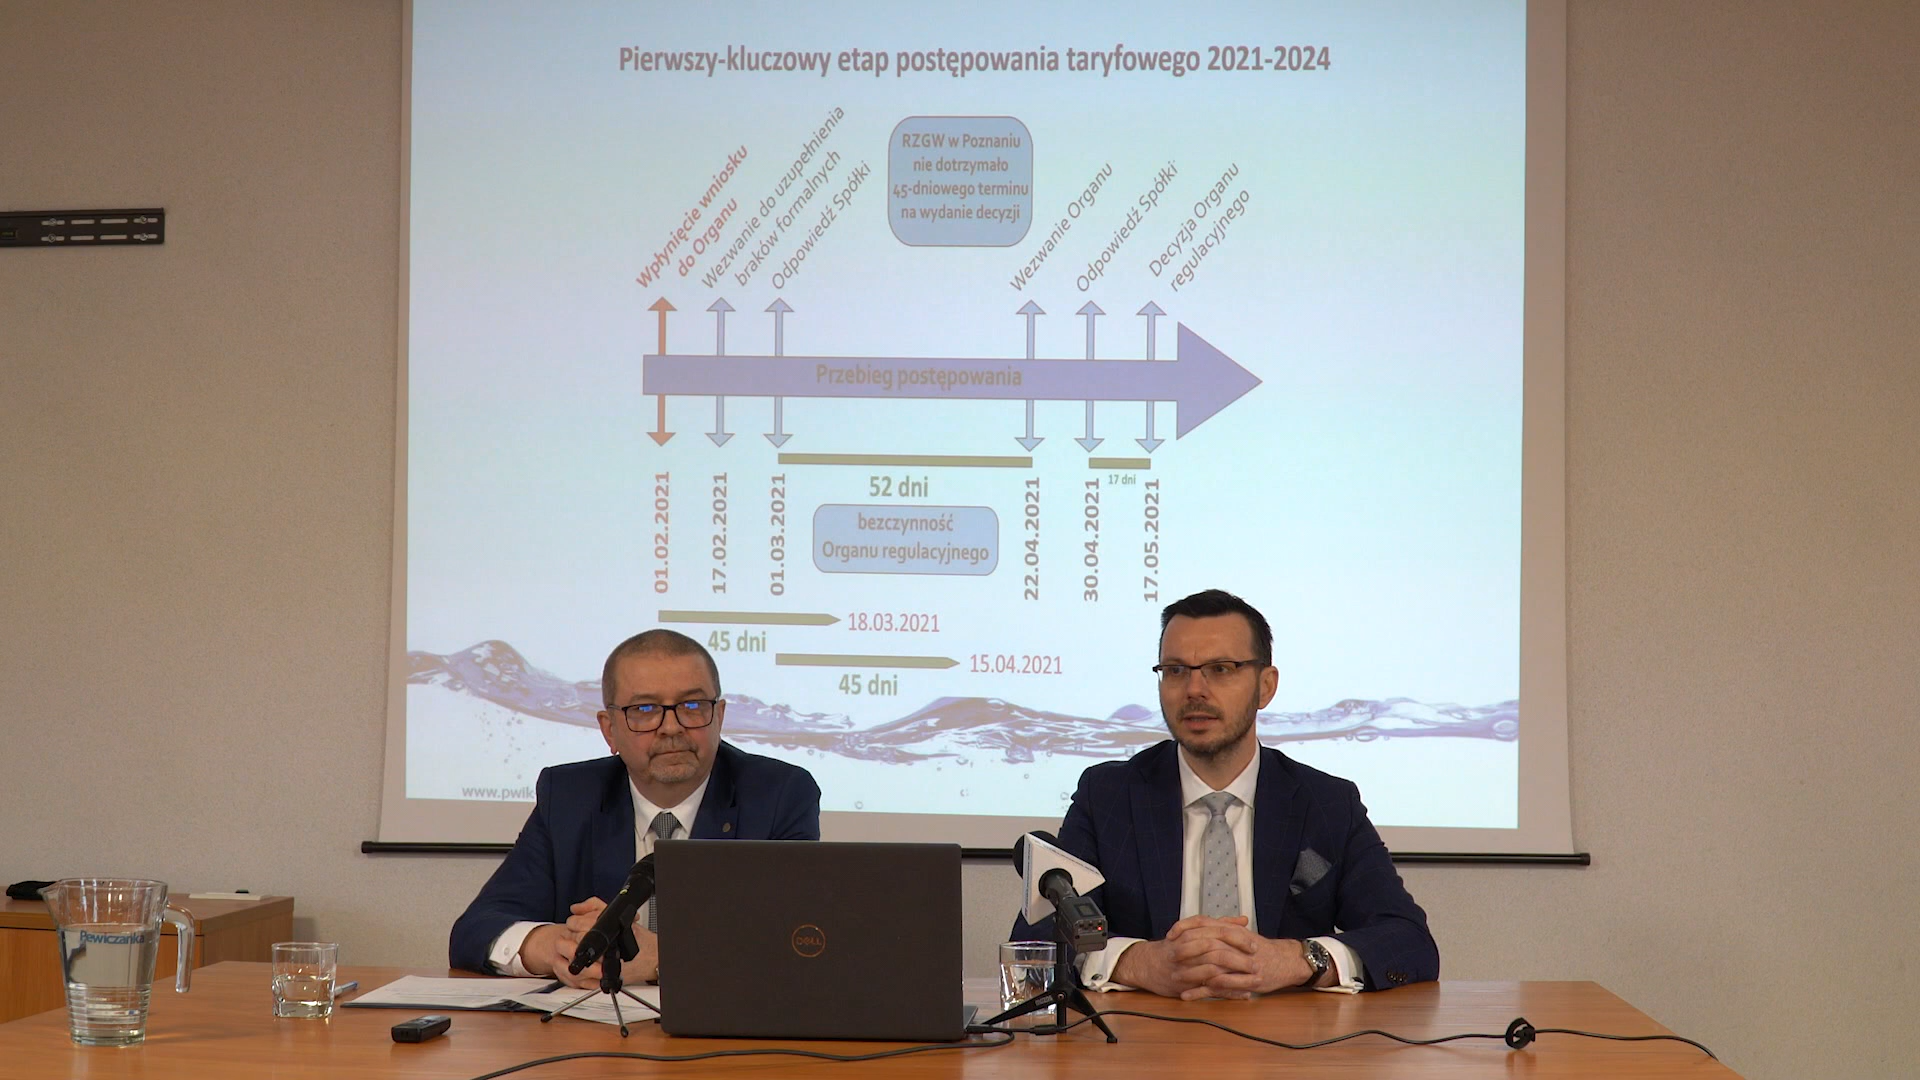 Pierwszy-kluczowy etap postępowania taryfowego 2021-2024
Wpłynięcie wniosku
do Organu
Wezwanie do uzupełnienia
braków formalnych
Odpowiedź Spółki
RZGW w Poznaniu
nie dotrzymało
45-dniowego terminu
na wydanie decyzji
Wezwanie Organu
Odpowiedź Spółki
Decyzja Organu
regulacyjnego
Przebieg postępowania
52 dni
17 dni
01.02.2021
17.02.2021
01.03.2021
bezczynność
Organu regulacyjnego
22.04.2021
30.04.2021
17.05.2021
45 dni
18.03.2021
45 dni
15.04.2021
www.pwik-
Pewiczanka
DELL